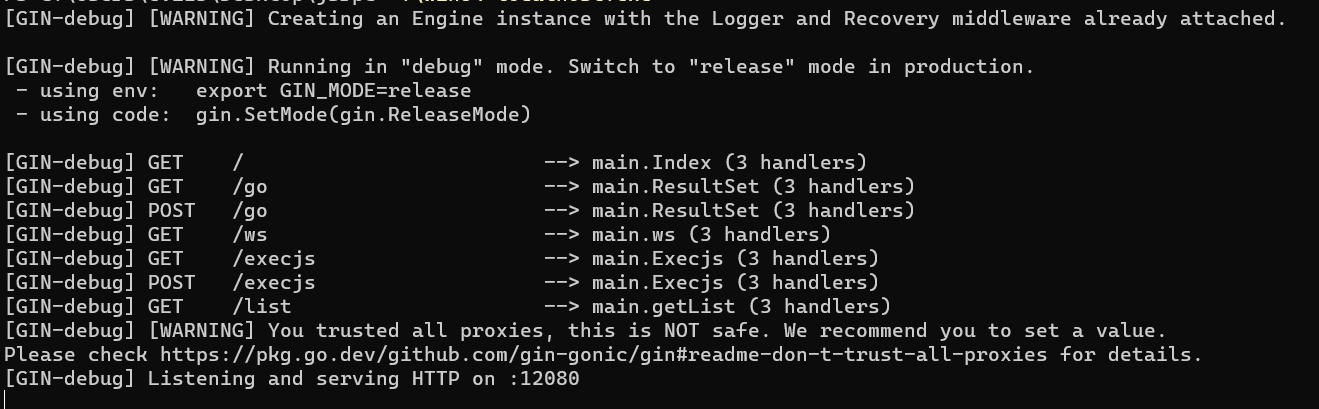 [GIN-debug] [WARNING] Creating an Engine instance with the Logger and Recovery middleware already attached.
[GIN-debug] [WARNING] Running in "debug" mode. Switch to "release" mode in production.
 - using env:   export GIN_MODE=release
 - using code:  gin.SetMode(gin.ReleaseMode)
[GIN-debug] GET    /                         --> main.Index (3 handlers)
[GIN-debug] GET    /go                       --> main.ResultSet (3 handlers)
[GIN-debug] POST   /go                       --> main.ResultSet (3 handlers)
[GIN-debug] GET    /ws                       --> main.ws (3 handlers)
[GIN-debug] GET    /execjs                   --> main.Execjs (3 handlers)
[GIN-debug] POST   /execjs                   --> main.Execjs (3 handlers)
[GIN-debug] GET    /list                     --> main.getList (3 handlers)
[GIN-debug] [WARNING] You trusted all proxies, this is NOT safe. We recommend you to set a value.
Please check https://pkg.go.dev/github.com/gin-gonic/gin#readme-don-t-trust-all-proxies for details.
[GIN-debug] Listening and serving HTTP on :12080